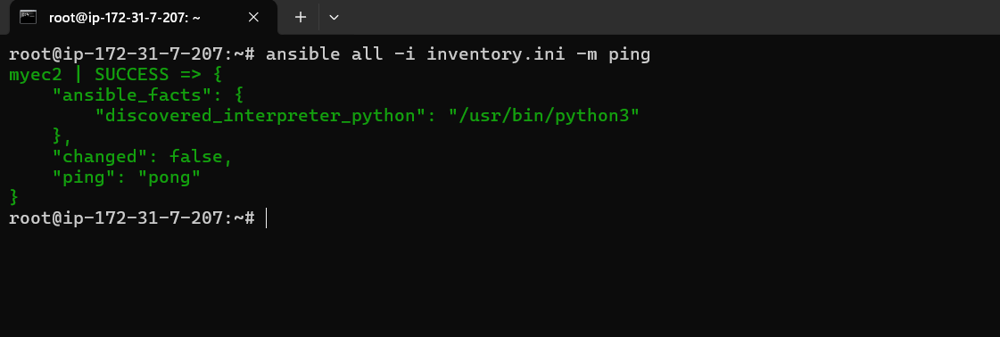 root@ip-172-31-7-207: ~
root@ip-172-31-7-207:~# ansible all -i inventory.ini -m ping
myec2 | SUCCESS => {
    "ansible_facts": {
        "discovered_interpreter_python": "/usr/bin/python3"
    },
    "changed": false,
    "ping": "pong"
}
root@ip-172-31-7-207:~#